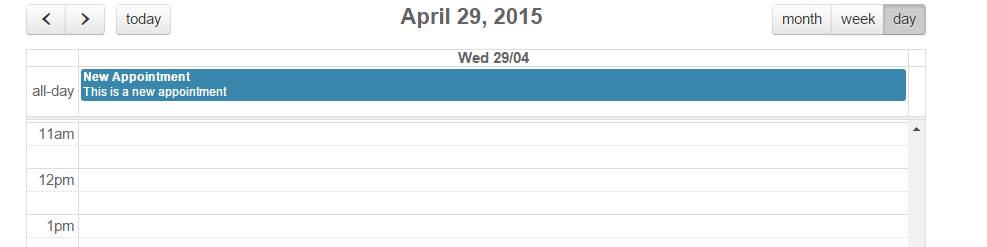 today
April 29, 2015
month week day
Wed 29/04
all-day
New Appointment
This is a new appointment
11am
12pm
1pm